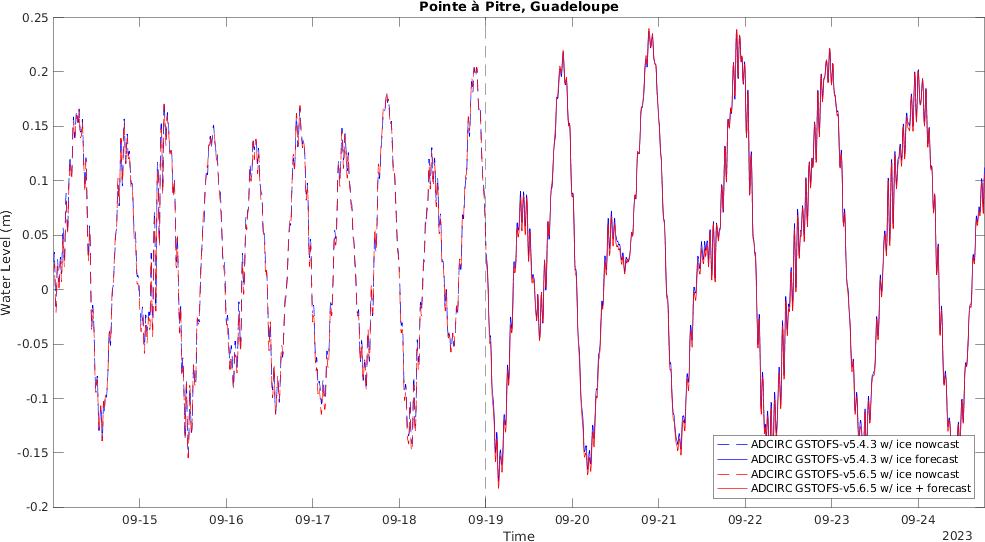 Pointe à Pitre, Guadeloupe
Water Level (m)
0.25
0.2
0.15
0.1
0.05
0
-0.05
-0.1
-0.15
-0.2
ADCIRC GSTOFS-v5.4.3 w/ ice nowcast
ADCIRC GSTOFS-v5.4.3 w/ ice forecast
ADCIRC GSTOFS-v5.6.5 w/ ice nowcast
ADCIRC GSTOFS-v5.6.5 w/ ice + forecast
09-15 09-16 09-17 09-18 09-19 09-20 09-21 09-22 09-23 09-24
Time
2023